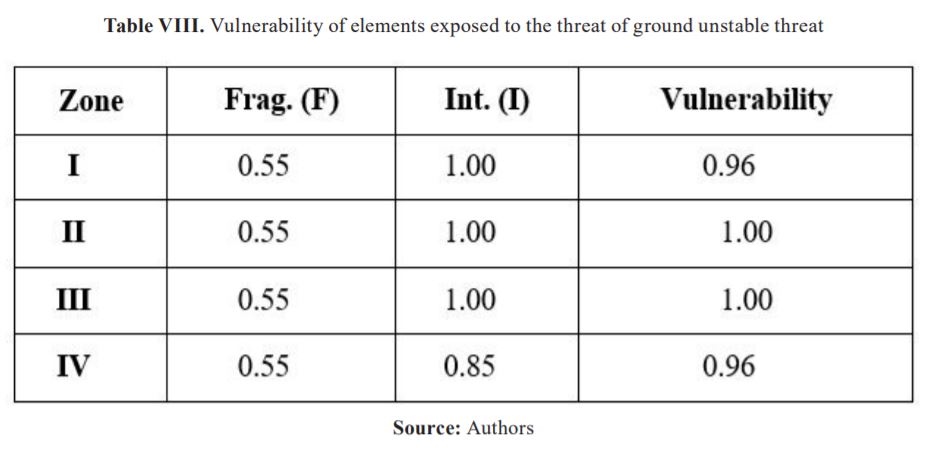 Table VIII. Vulnerability of elements exposed to the threat of ground unstable threat
Zone Frag. (F) Int. (I) Vulnerability
I 0.55 1.00 0.96
II 0.55 1.00 1.00
III 0.55 1.00 1.00
IV 0.55 0.85 0.96
Source: Authors